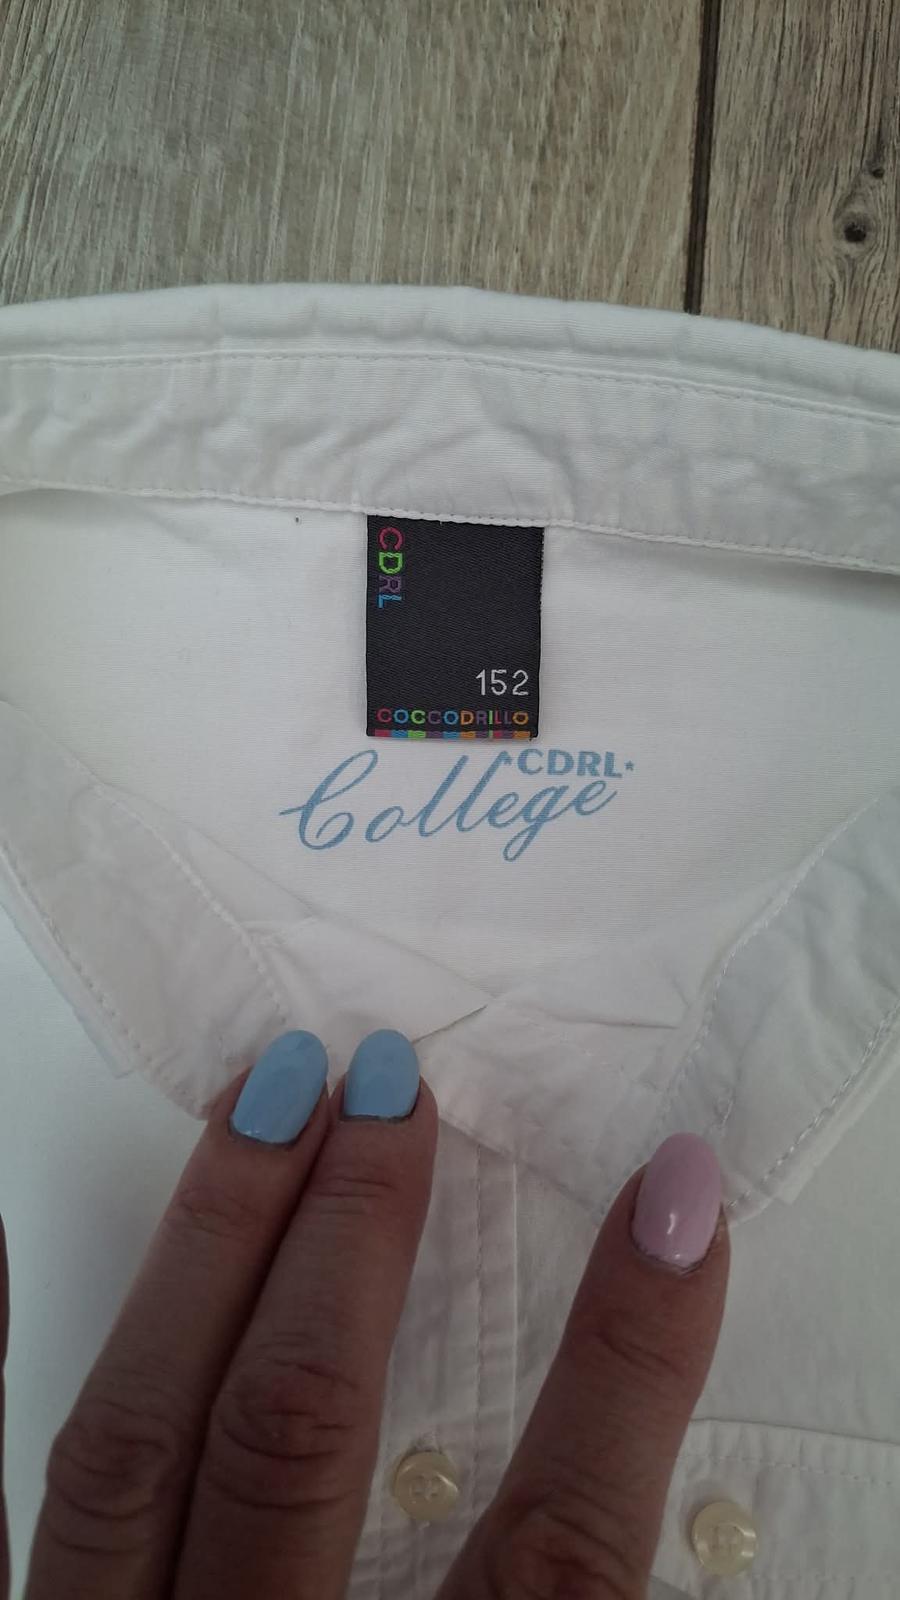 CDRL
152
COCCODRILLO
*CDRL*
College